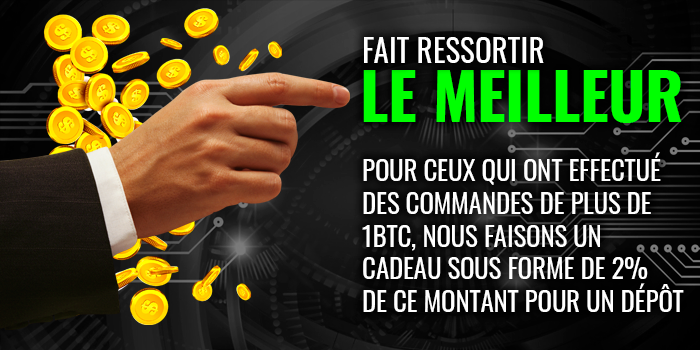 FAIT RESSORTIR
LE MEILLEUR
POUR CEUX QUI ONT EFFECTUÉ
DES COMMANDES DE PLUS DE
1BTC, NOUS FAISONS UN
CADEAU SOUS FORME DE 2%
DE CE MONTANT POUR UN DÉPÔT